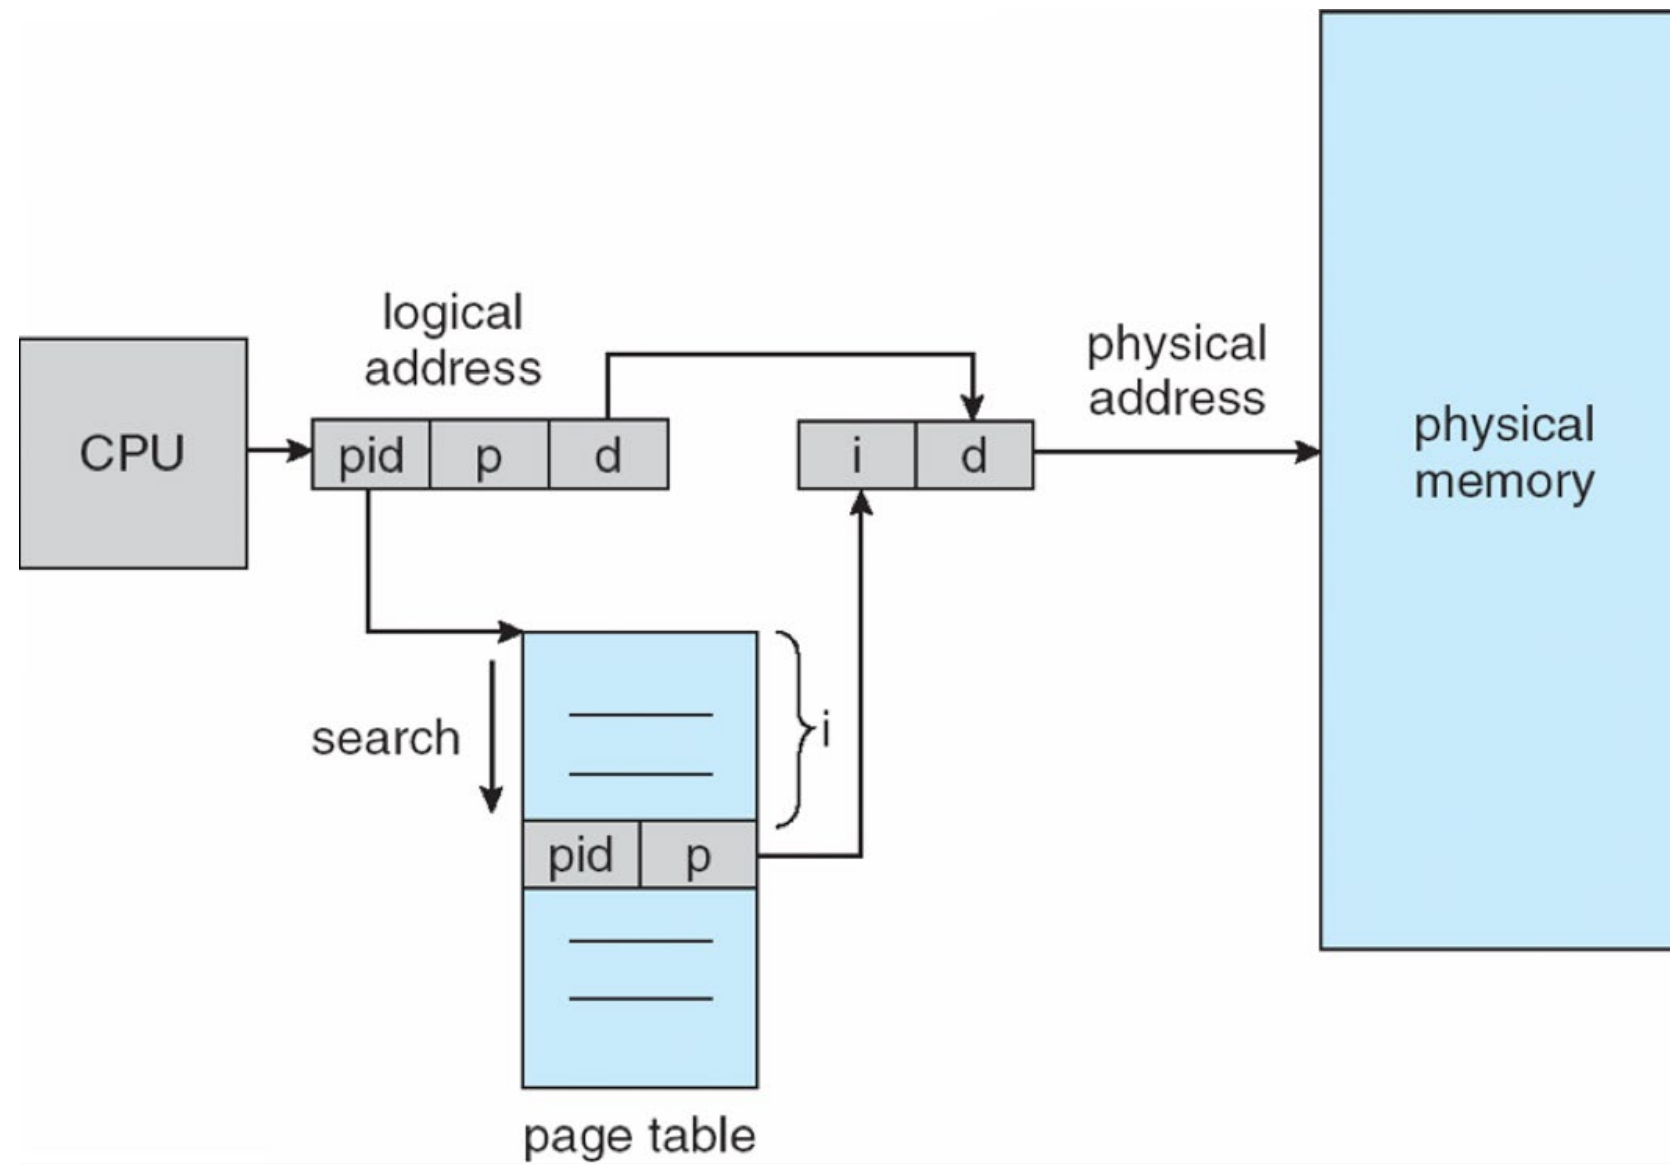 logical
address
physical
address
CPU
pid p d
i d
physical
memory
search
i
pid p
page table